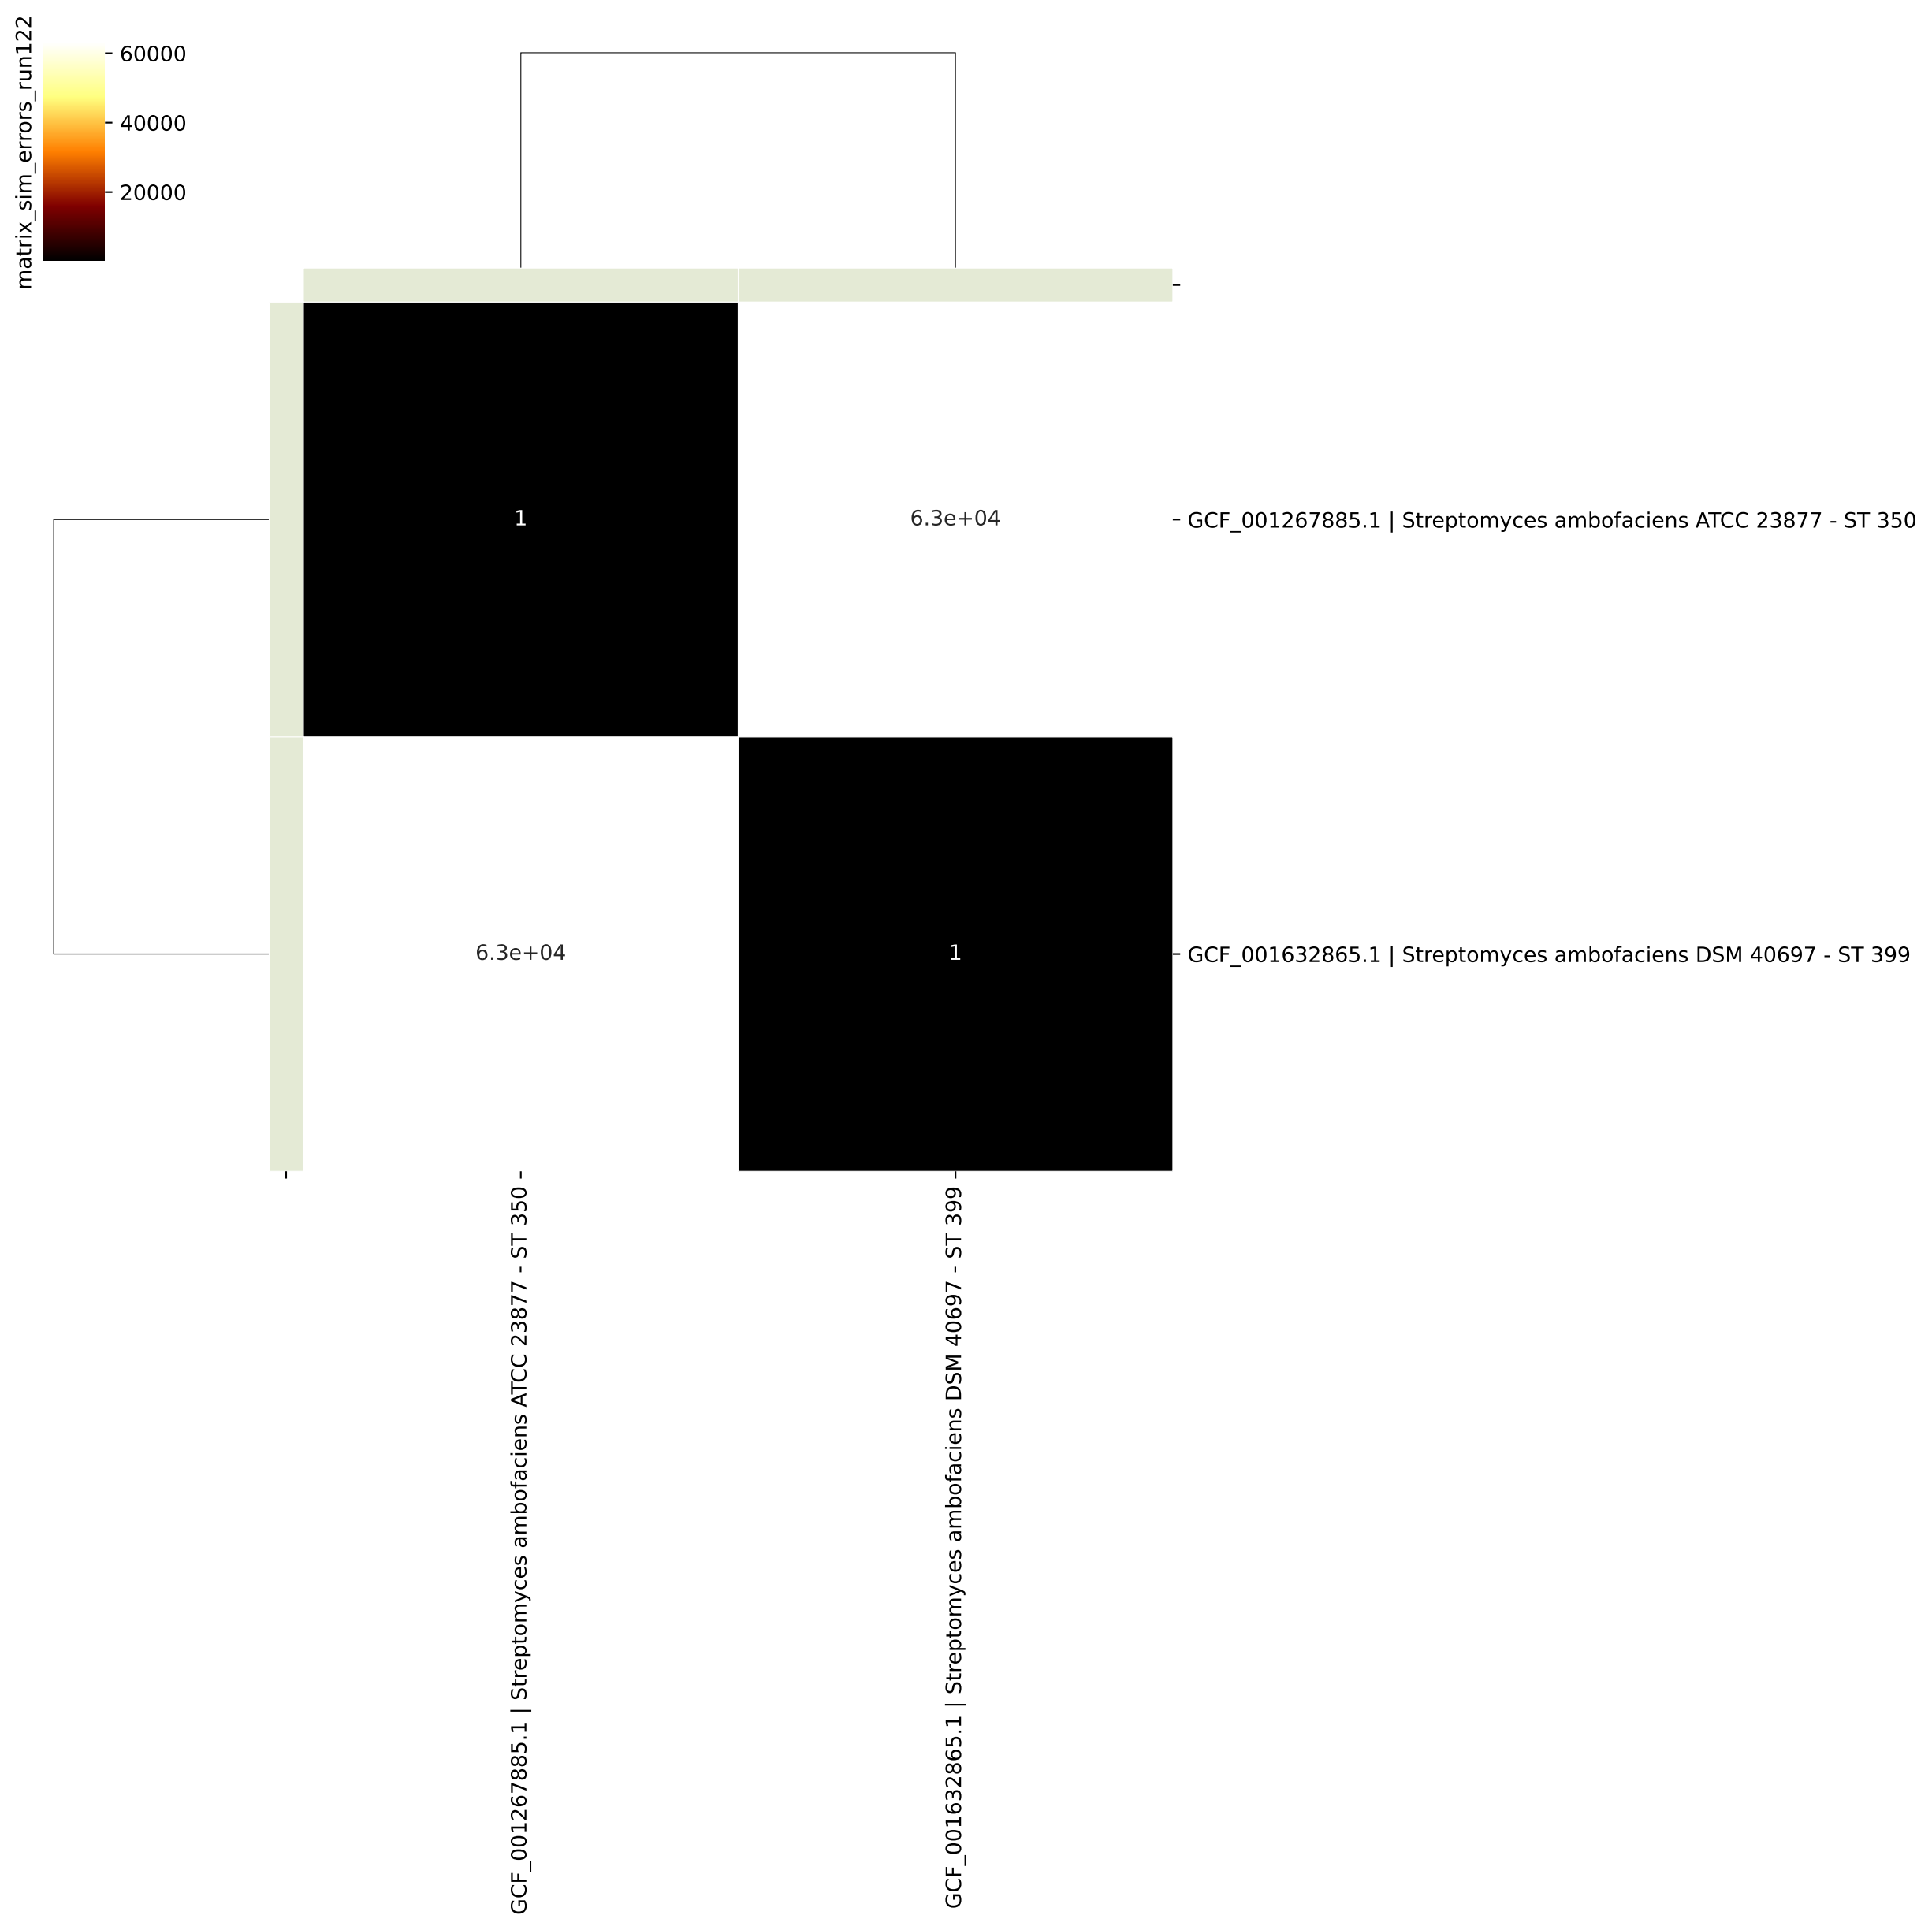 matrix_sim_errors_run122
60000
40000
20000
1
6.3e+04
GCF_001267885.1 | Streptomyces ambofaciens ATCC 23877 - ST 350
6.3e+04
1
GCF_001632865.1 | Streptomyces ambofaciens DSM 40697 - ST 399
GCF_001267885.1 | Streptomyces ambofaciens ATCC 23877 - ST 350
GCF_001632865.1 | Streptomyces ambofaciens DSM 40697 - ST 399